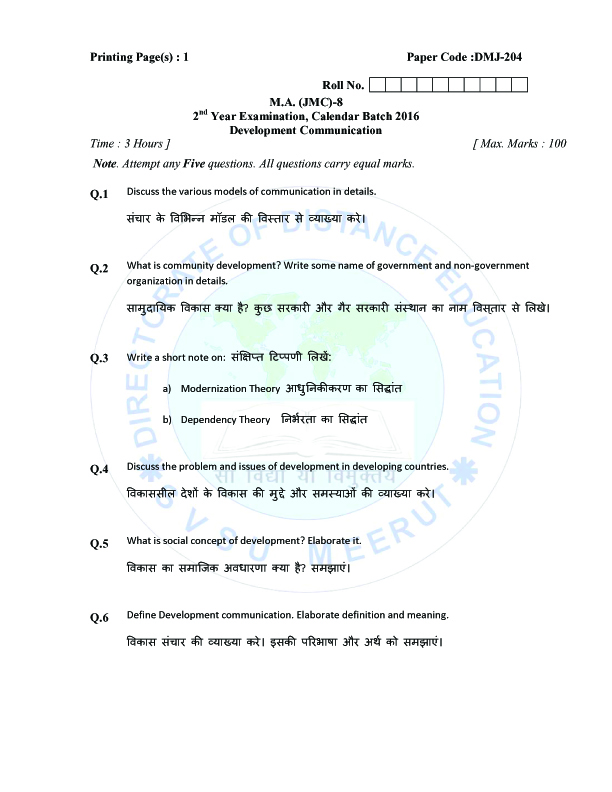 Printing Page(s) : 1 Paper Code :DMJ-204
Roll No.
M.A. (JMC)-8
2nd Year Examination, Calendar Batch 2016
Development Communication
Time : 3 Hours ] [ Max. Marks : 100
Note. Attempt any Five questions. All questions carry equal marks.
Q.1 Discuss the various models of communication in details.
संचार के विभिन्न मॉडल की विस्तार से व्याख्या करे।
Q.2 What is community development? Write some name of government and non-government
organization in details.
सामुदायिक विकास क्या है? कुछ सरकारी और गैर सरकारी संस्थान का नाम विस्तार से लिखे।
Q.3 Write a short note on: संक्षिप्त टिप्पणी लिखें:
a) Modernization Theory आधुनिकीकरण का सिद्धांत
b) Dependency Theory निर्भरता का सिद्धांत
Q.4 Discuss the problem and issues of development in developing countries.
विकाससील देशों के विकास की मुद्दे और समस्याओं की व्याख्या करे।
Q.5 What is social concept of development? Elaborate it.
विकास का समाजिक अवधारणा क्या है? समझाएं।
Q.6 Define Development communication. Elaborate definition and meaning.
विकास संचार की व्याख्या करे। इसकी परिभाषा और अर्थ को समझाएं।
DIRECTORATE OF DISTANCE EDUCATION
सा विद्या या विमुक्तये
S V S U MEERUT